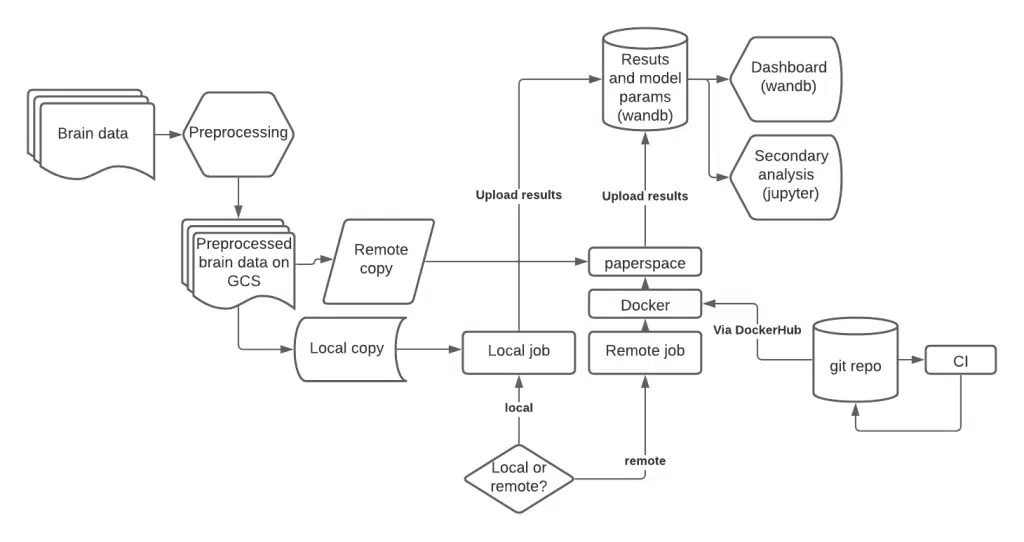 Resuts
and model
params
(wandb)
Dashboard
(wandb)
Brain data
Preprocessing
Secondary
analysis
(jupyter)
Upload results
Upload results
Preprocessed
brain data on
GCS
Remote
copy
paperspace
Docker
Via DockerHub
Local copy
Local job
Remote job
git repo
CI
local
remote
Local or
remote?